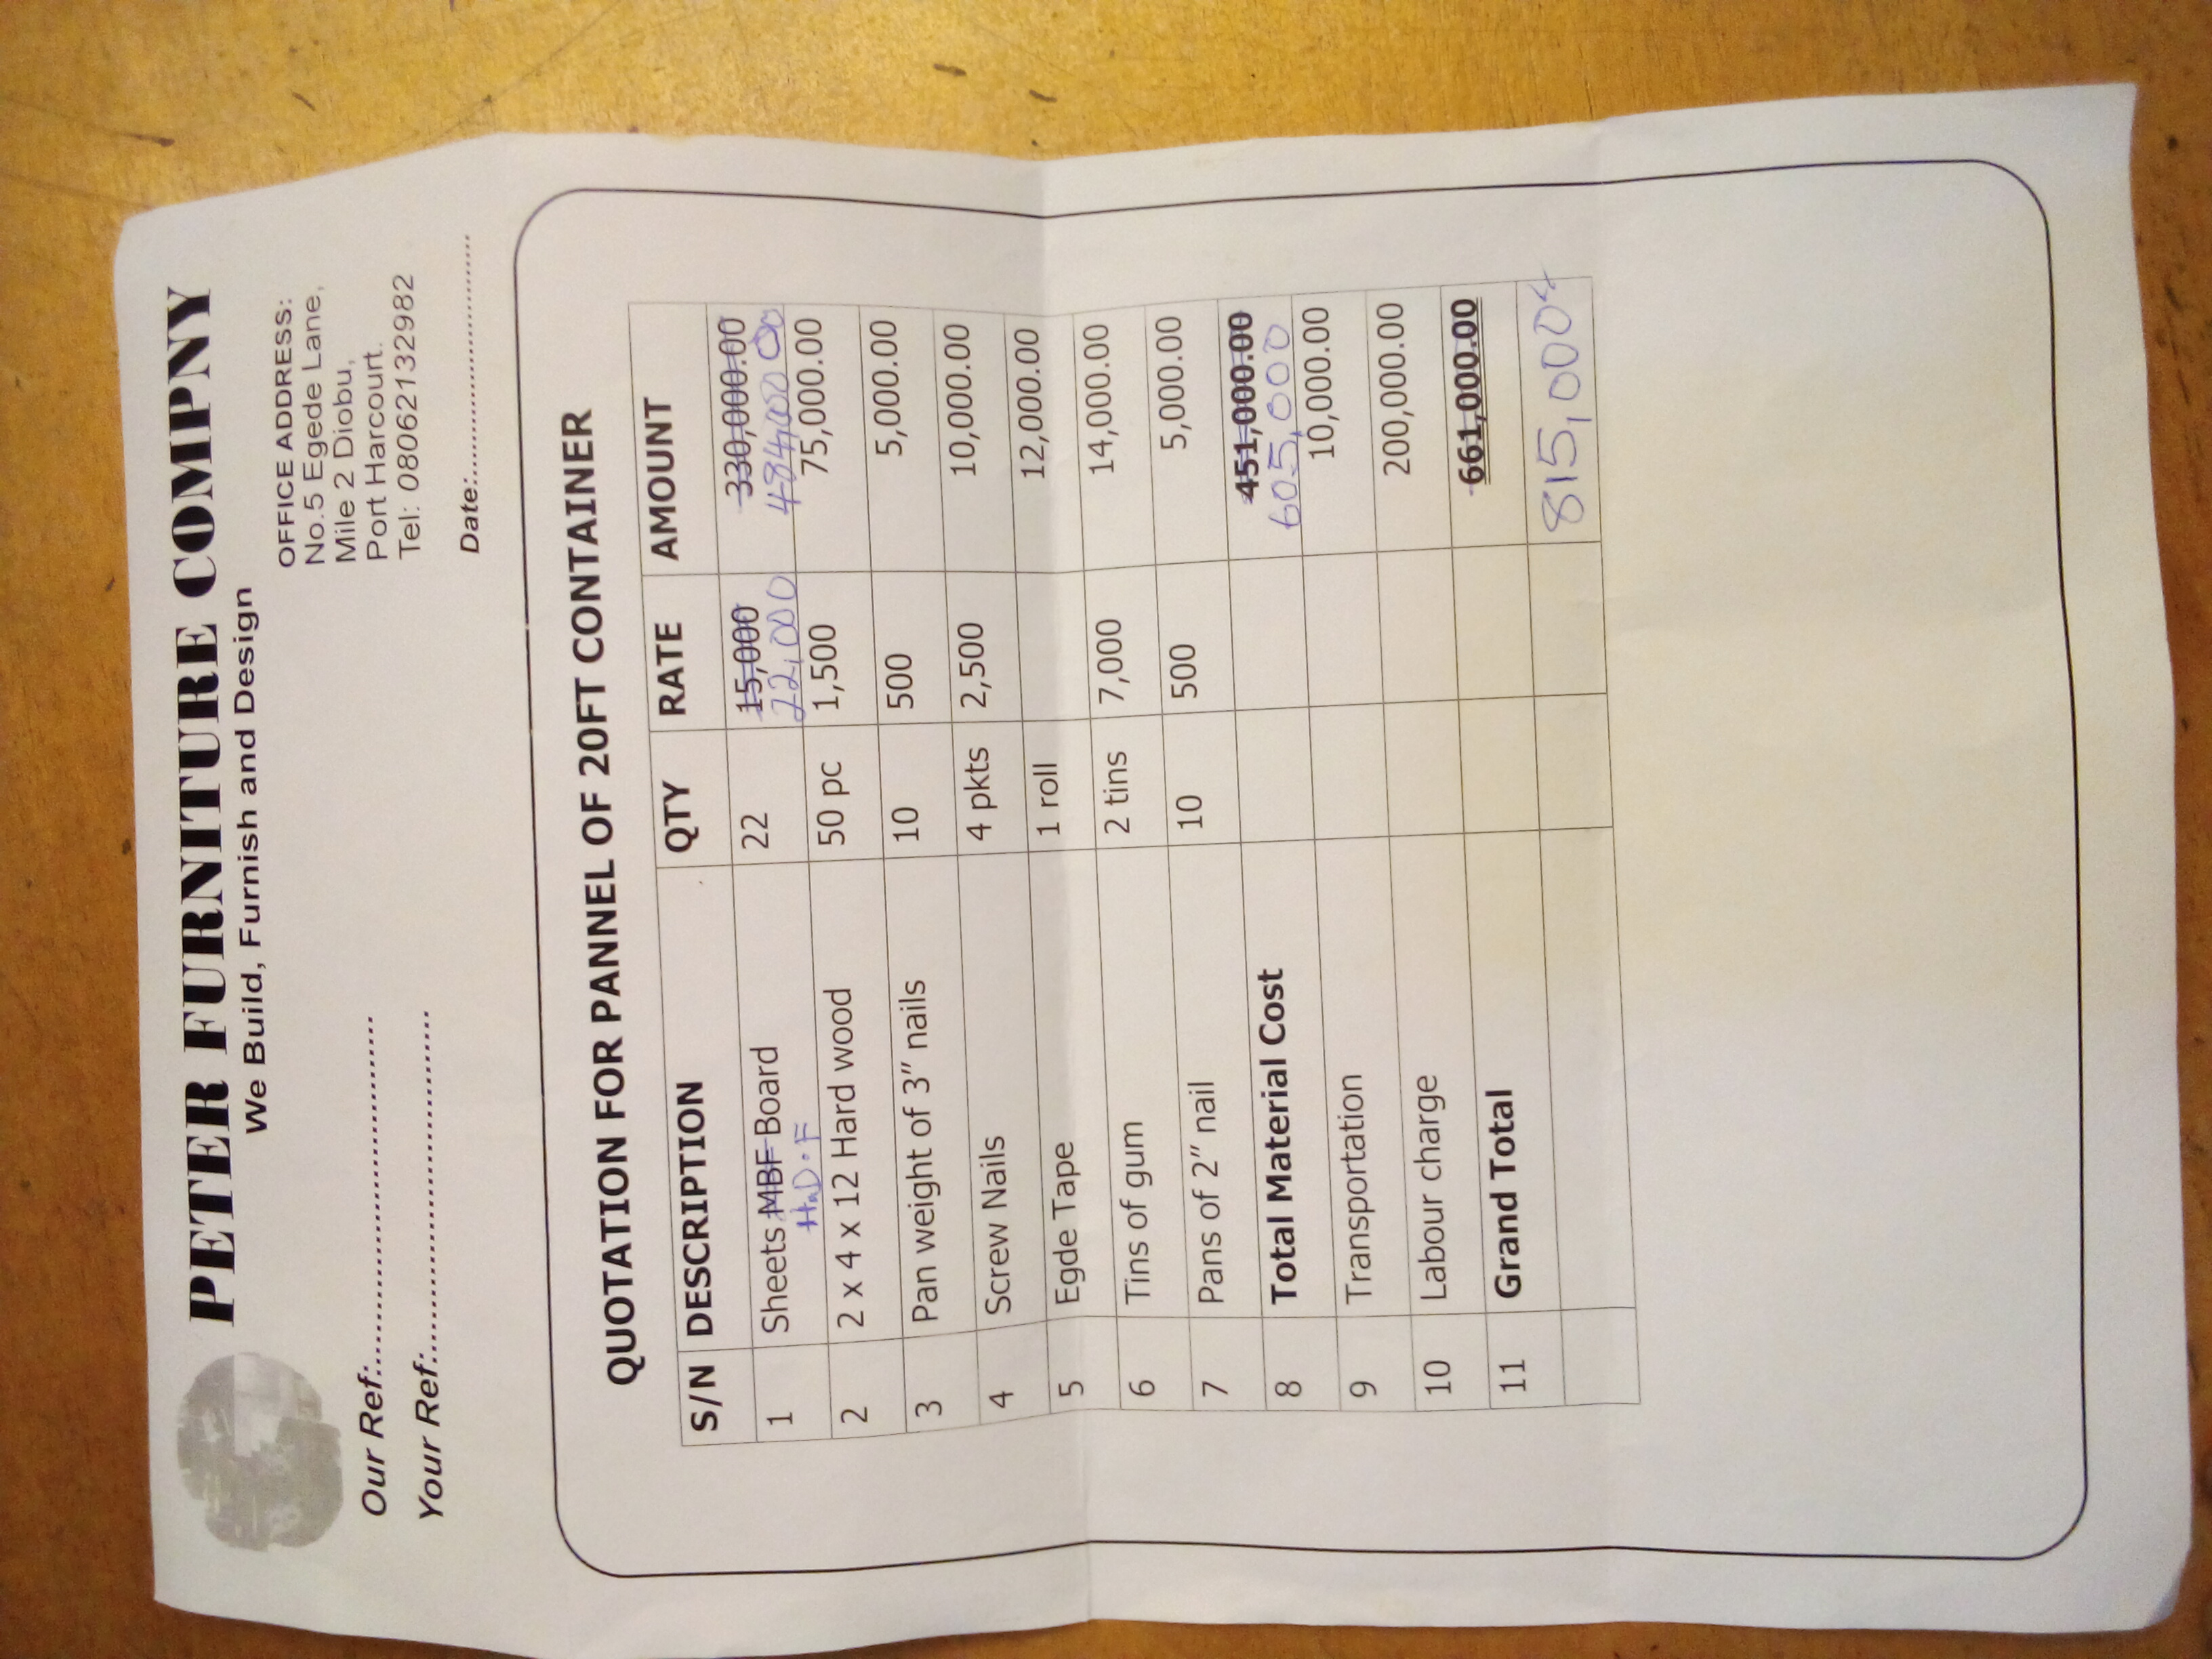 PETER FURNITURE COMPNY
We Build, Furnish and Design
OFFICE ADDRESS:
No.5 Egede Lane,
Mile 2 Diobu,
Port Harcourt.
Tel: 08062132982
Our Ref:
Your Ref:
Date:
QUOTATION FOR PANNEL OF 20FT CONTAINER
S/N DESCRIPTION QTY RATE AMOUNT
1 Sheets MBF Board 22 15,000 330,000.00
H.D.F 22,000 484,000.00
2 2 x 4 x 12 Hard wood 50 pc 1,500 75,000.00
3 Pan weight of 3” nails 10 500 5,000.00
4 Screw Nails 4 pkts 2,500 10,000.00
5 Egde Tape 1 roll 12,000.00
6 Tins of gum 2 tins 7,000 14,000.00
7 Pans of 2” nail 10 500 5,000.00
8 Total Material Cost 451,000.00
605,000
9 Transportation 10,000.00
10 Labour charge 200,000.00
11 Grand Total 661,000.00
815,000